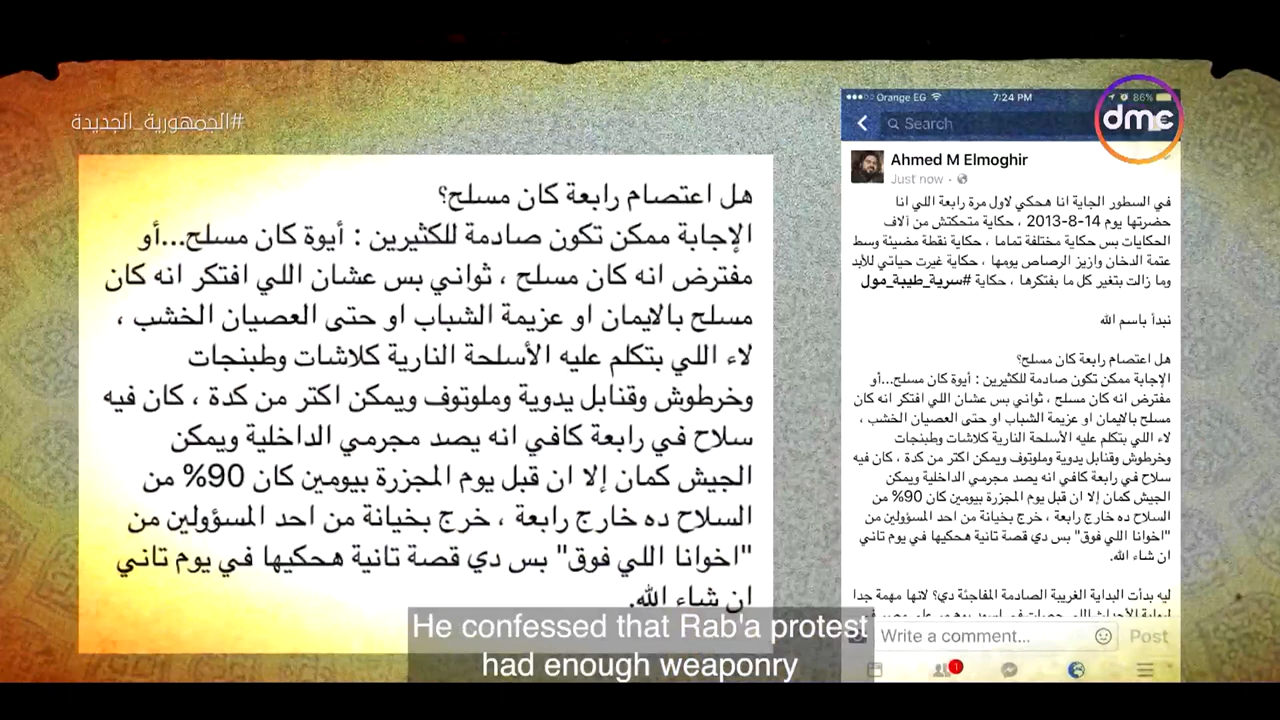 #الجمهورية_الجديدة
dmc
هل اعتصام رابعة كان مسلح؟
الإجابة ممكن تكون صادمة للكثيرين : أيوة كان مسلح...أو
مفترض انه كان مسلح ، ثواني بس عشان اللي افتكر انه كان
مسلح بالايمان او عزيمة الشباب او حتى العصيان الخشب ،
لاء اللي بتكلم عليه الأسلحة النارية كلاشات وطبنجات
وخرطوش وقنابل يدوية وملوتوف ويمكن اكتر من كدة ، كان فيه
سلاح في رابعة كافي انه يصد مجرمي الداخلية ويمكن
الجيش كمان إلا ان قبل يوم المجزرة بيومين كان 90% من
السلاح ده خارج رابعة ، خرج بخيانة من احد المسؤولين من
"اخوانا اللي فوق" بس دي قصة تانية هحكيها في يوم تاني
ان شاء الله.
Orange EG
7:24 PM
86%
Search
Ahmed M Elmoghir
Just now
في السطور الجاية انا هحكي لاول مرة رابعة اللي انا
حضرتها يوم 14-8-2013 ، حكاية متحكتش من آلاف
الحكايات بس حكاية مختلفة تماما ، حكاية نقطة مضيئة وسط
عتمة الدخان وازيز الرصاص يومها ، حكاية غيرت حياتي للأبد
وما زالت بتغير كل ما بفتكرها ، حكاية #سرية_طيبة_مول
نبدأ باسم الله
هل اعتصام رابعة كان مسلح؟
الإجابة ممكن تكون صادمة للكثيرين : أيوة كان مسلح...أو
مفترض انه كان مسلح ، ثواني بس عشان اللي افتكر انه كان
مسلح بالايمان او عزيمة الشباب او حتى العصيان الخشب ،
لاء اللي بتكلم عليه الأسلحة النارية كلاشات وطبنجات
وخرطوش وقنابل يدوية وملوتوف ويمكن اكتر من كدة ، كان فيه
سلاح في رابعة كافي انه يصد مجرمي الداخلية ويمكن
الجيش كمان إلا ان قبل يوم المجزرة بيومين كان 90% من
السلاح ده خارج رابعة ، خرج بخيانة من احد المسؤولين من
"اخوانا اللي فوق" بس دي قصة تانية هحكيها في يوم تاني
ان شاء الله.
ليه بدأت البداية الغريبة الصادمة المفاجئة دي؟ لانها مهمة جدا
Write a comment...
Post
1
He confessed that Rab'a protest
had enough weaponry